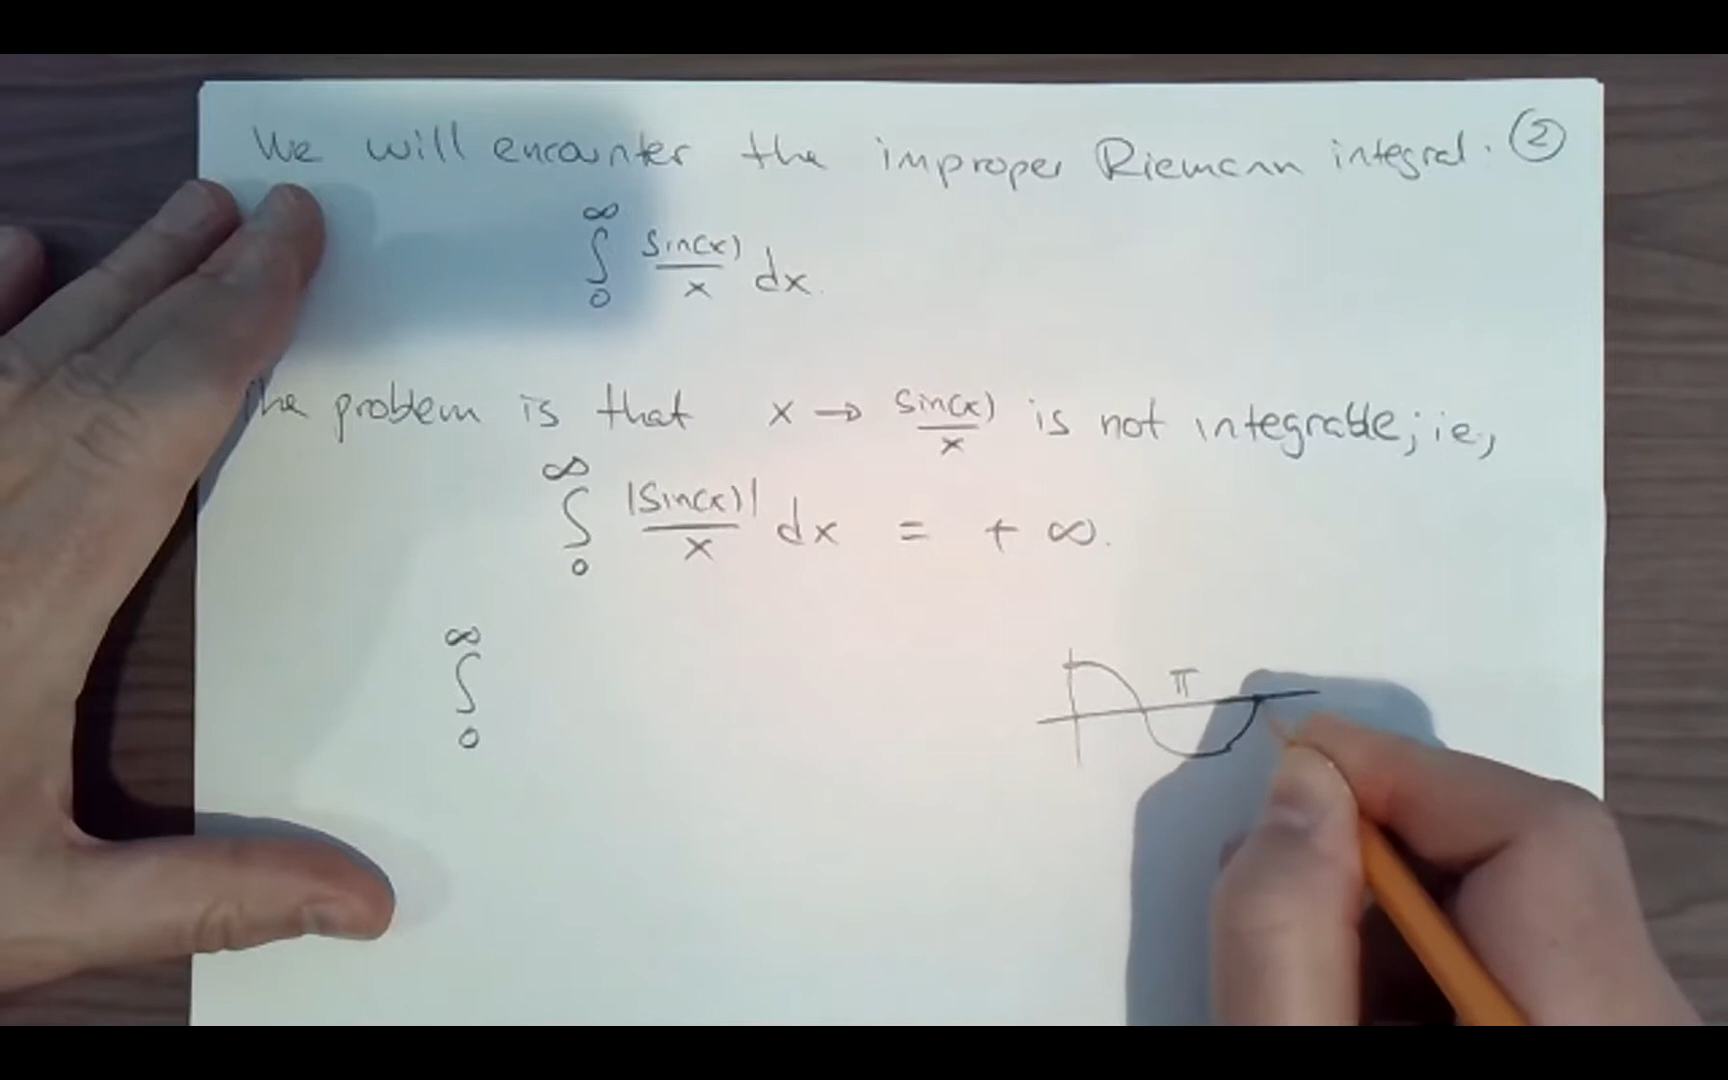 We will encounter the improper Riemann integral. ②
∞
∫ sin(x)/x dx.
0
The problem is that x → sin(x)/x is not integrable; ie,
∞
∫ |sin(x)|/x dx = + ∞.
0
∞
∫
0
π